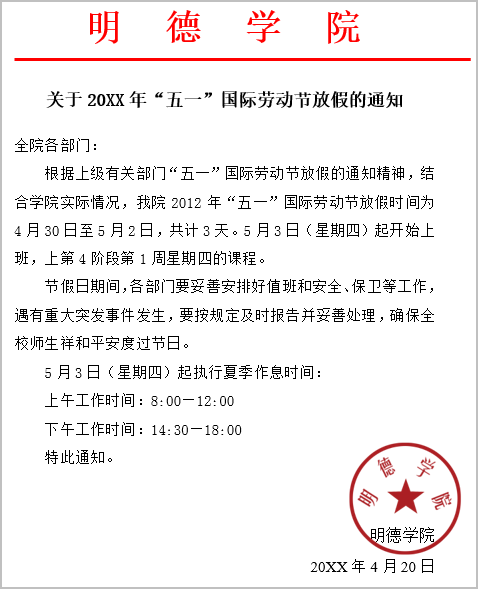 明 德 学 院
关于 20XX 年“五一”国际劳动节放假的通知
全院各部门：
根据上级有关部门“五一”国际劳动节放假的通知精神，结
合学院实际情况，我院 2012 年“五一”国际劳动节放假时间为
4 月 30 日至 5 月 2 日，共计 3 天。5 月 3 日（星期四）起开始上
班，上第 4 阶段第 1 周星期四的课程。
节假日期间，各部门要妥善安排好值班和安全、保卫等工作，
遇有重大突发事件发生，要按规定及时报告并妥善处理，确保全
校师生祥和平安度过节日。
5 月 3 日（星期四）起执行夏季作息时间：
上午工作时间：8:00—12:00
下午工作时间：14:30—18:00
特此通知。
明德学院
明德学院
20XX 年 4 月 20 日